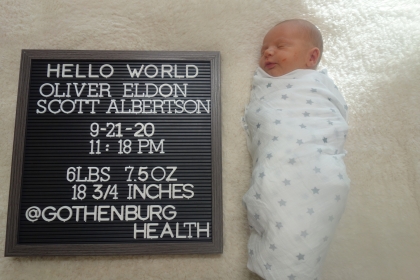 HELLO WORLD
OLIVER ELDON
SCOTT ALBERTSON
9-21-20
11:18 PM
6LBS 7.5OZ
18 3/4 INCHES
@GOTHENBURG
HEALTH